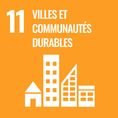 11 VILLES ET
COMMUNAUTÉS
DURABLES